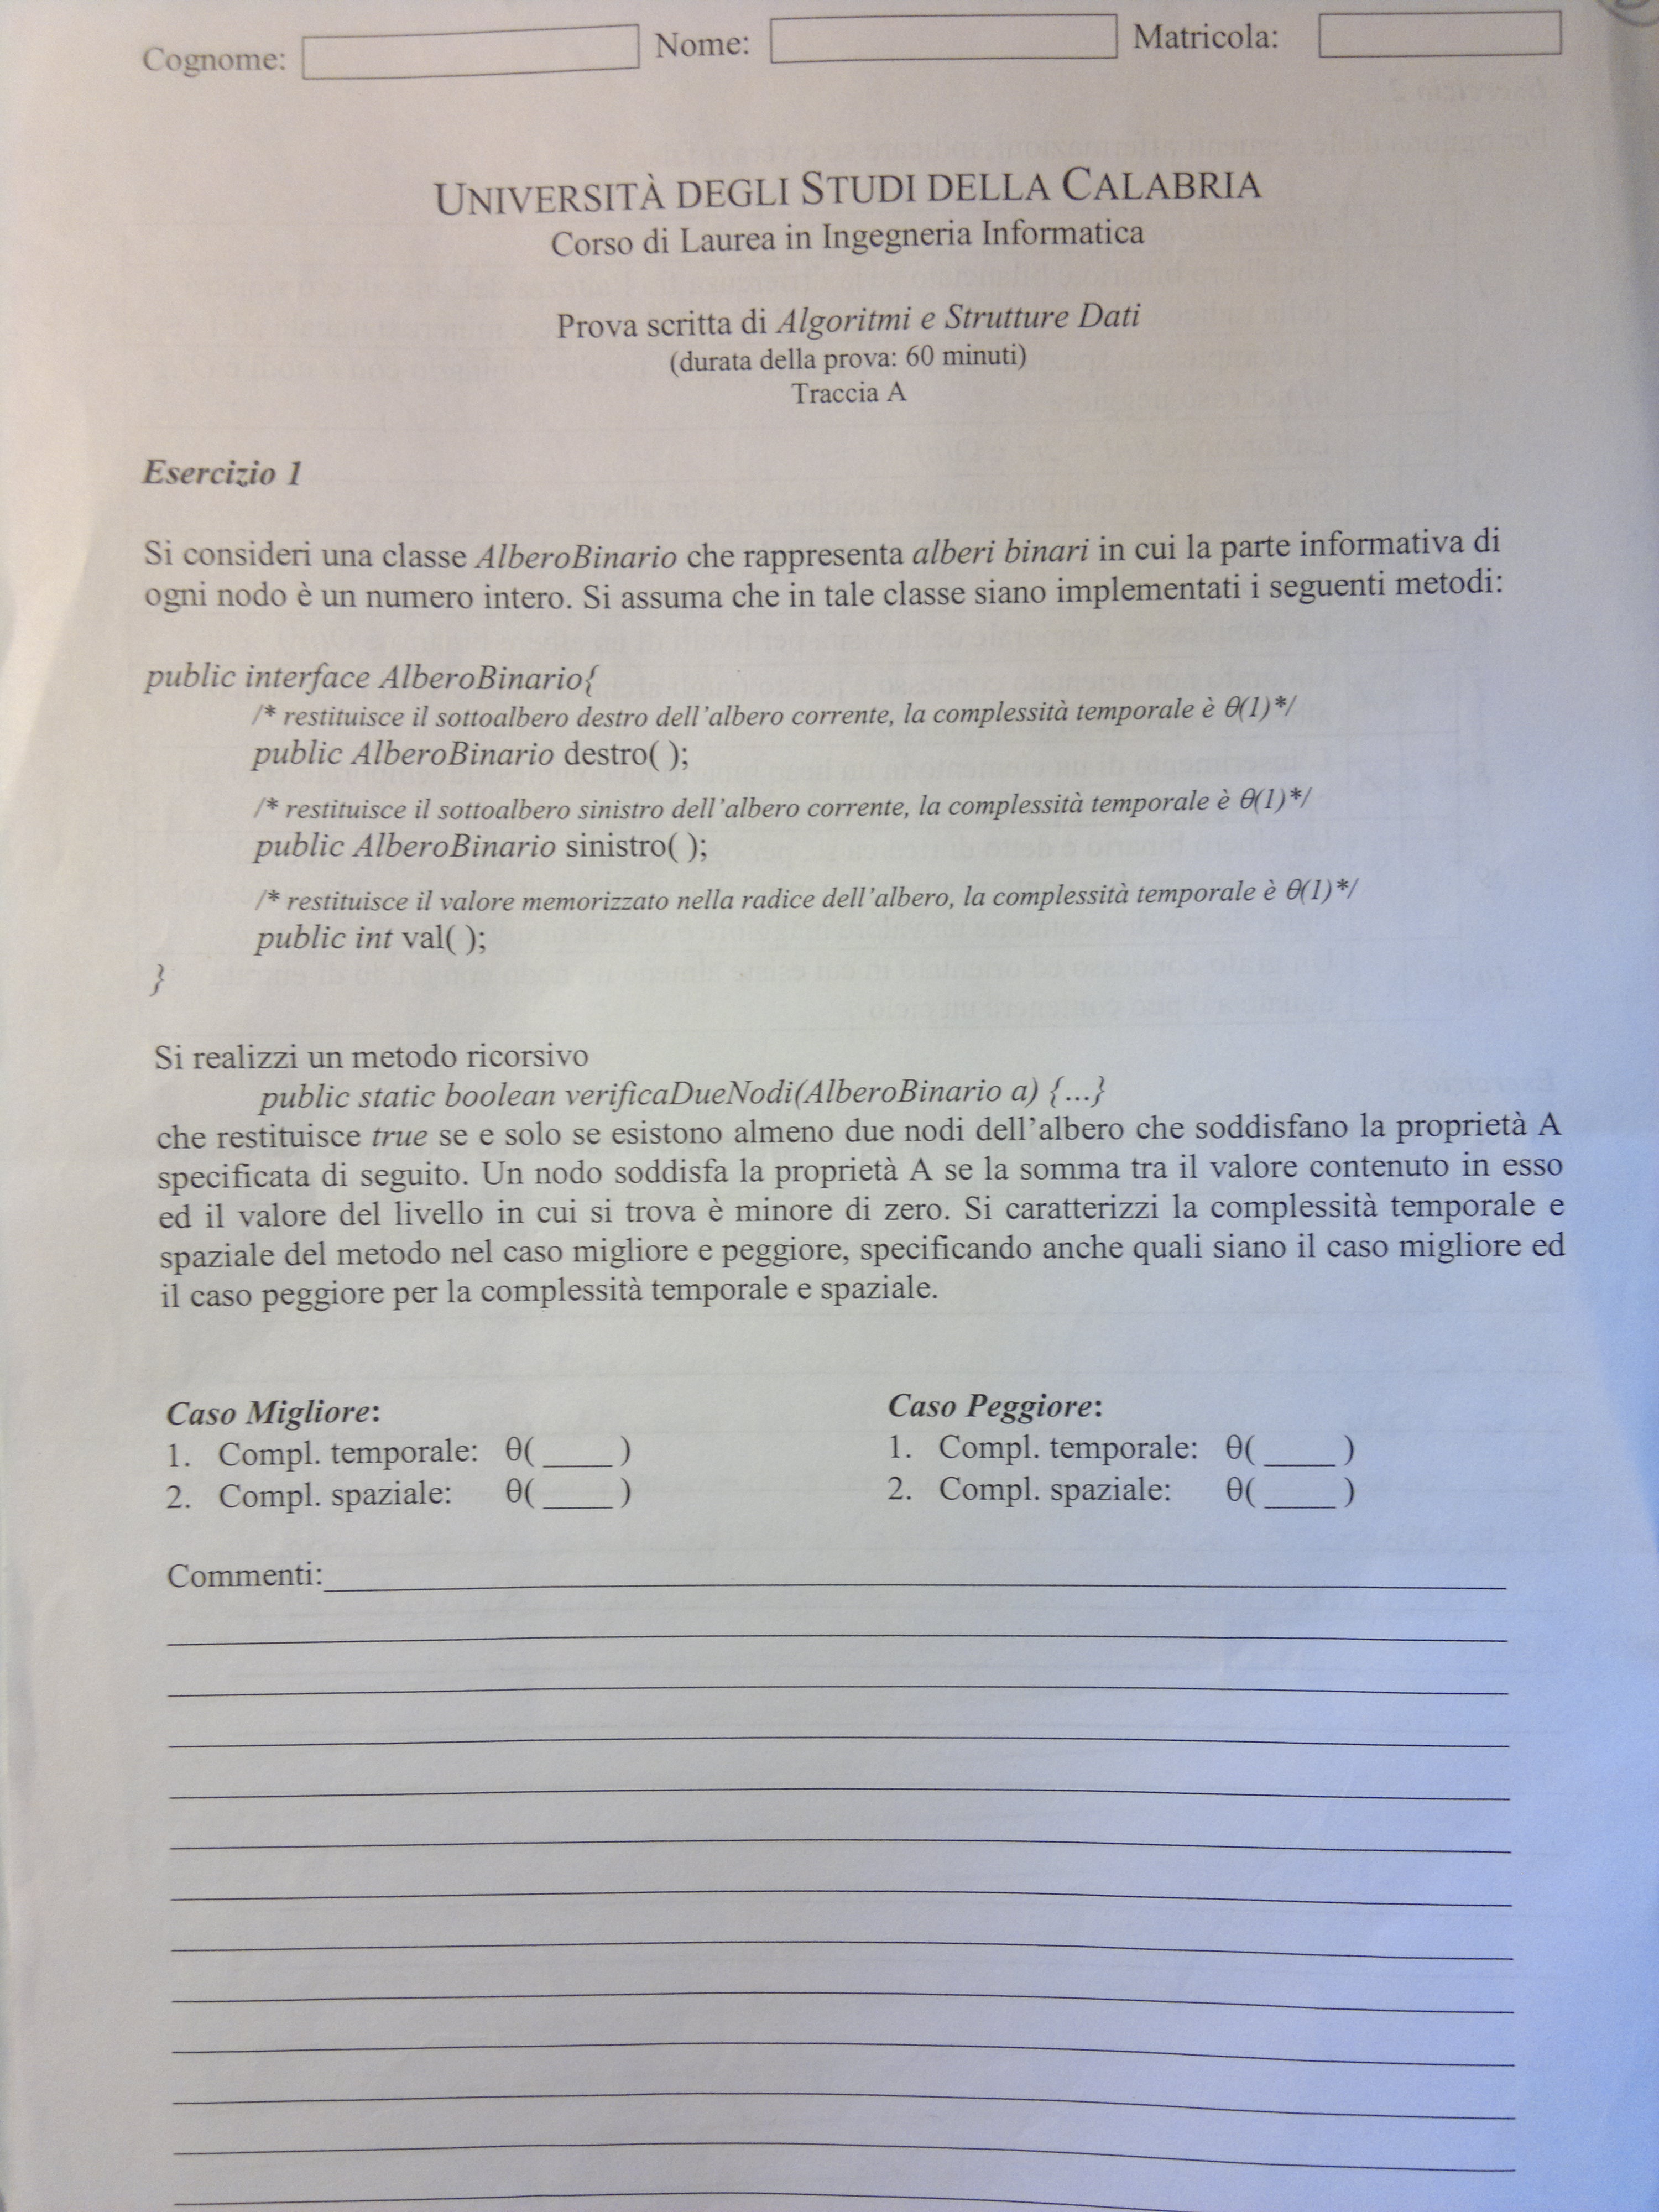 Cognome: Nome: Matricola:
UNIVERSITÀ DEGLI STUDI DELLA CALABRIA
Corso di Laurea in Ingegneria Informatica
Prova scritta di Algoritmi e Strutture Dati
(durata della prova: 60 minuti)
Traccia A
Esercizio 1
Si consideri una classe AlberoBinario che rappresenta alberi binari in cui la parte informativa di
ogni nodo è un numero intero. Si assuma che in tale classe siano implementati i seguenti metodi:
public interface AlberoBinario{
/* restituisce il sottoalbero destro dell'albero corrente, la complessità temporale è θ(1)*/
public AlberoBinario destro( );
/* restituisce il sottoalbero sinistro dell'albero corrente, la complessità temporale è θ(1)*/
public AlberoBinario sinistro( );
/* restituisce il valore memorizzato nella radice dell'albero, la complessità temporale è θ(1)*/
public int val( );
}
Si realizzi un metodo ricorsivo
public static boolean verificaDueNodi(AlberoBinario a) {...}
che restituisce true se e solo se esistono almeno due nodi dell'albero che soddisfano la proprietà A
specificata di seguito. Un nodo soddisfa la proprietà A se la somma tra il valore contenuto in esso
ed il valore del livello in cui si trova è minore di zero. Si caratterizzi la complessità temporale e
spaziale del metodo nel caso migliore e peggiore, specificando anche quali siano il caso migliore ed
il caso peggiore per la complessità temporale e spaziale.
Caso Migliore: Caso Peggiore:
1. Compl. temporale: θ(____) 1. Compl. temporale: θ(____)
2. Compl. spaziale: θ(____) 2. Compl. spaziale: θ(____)
Commenti: